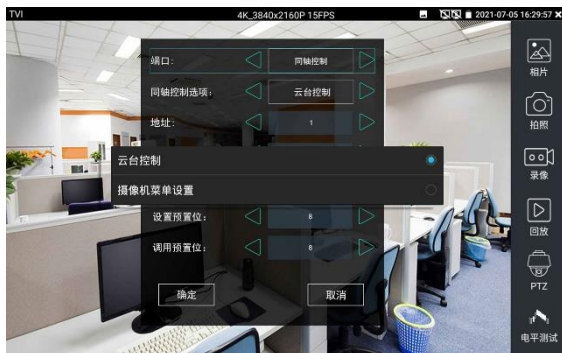 TVI 4K_3840x2160P 15FPS 2021-07-05 16:29:57
端口： 同轴控制
同轴控制选项： 云台控制
地址： 1
云台控制
摄像机菜单设置
设置预置位： 8
调用预置位： 8
确定 取消
相片
拍照
录像
回放
PTZ
电平测试